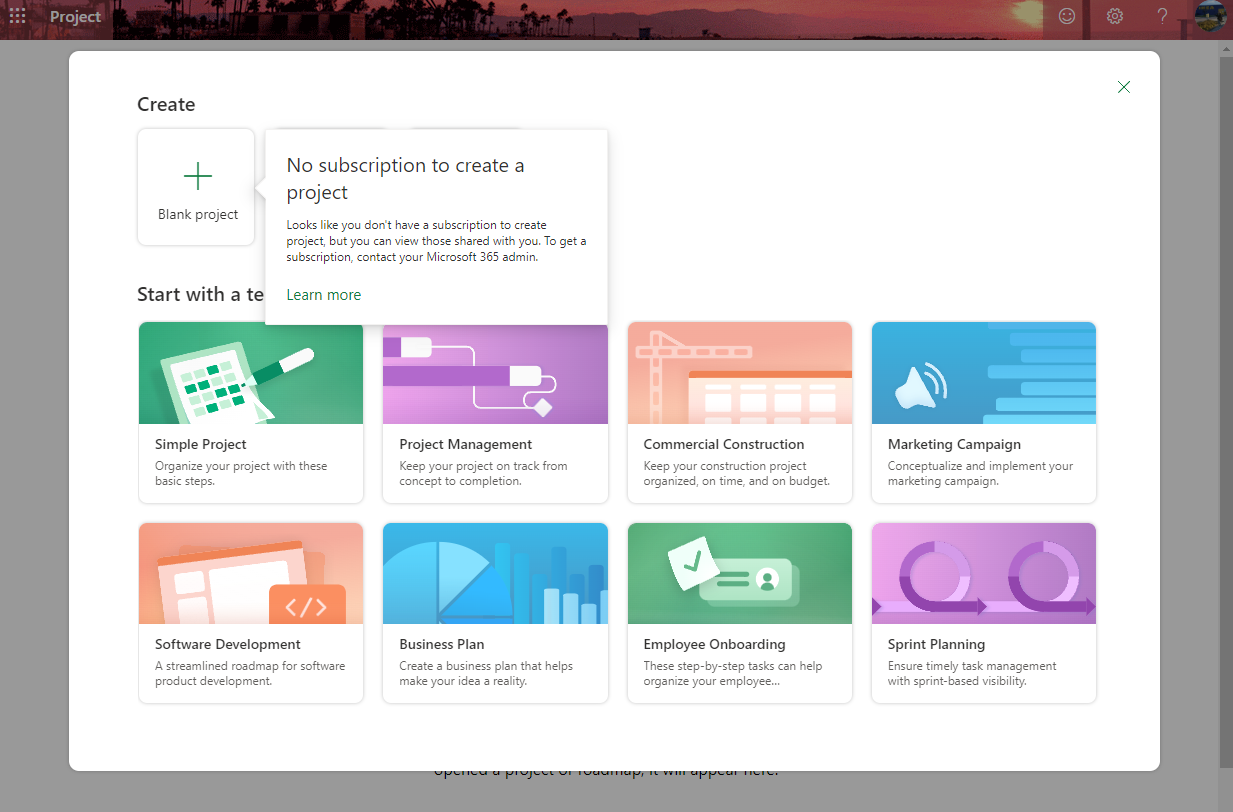 Project
?
Create
Blank project
No subscription to create a
project
Looks like you don't have a subscription to create
project, but you can view those shared with you. To get a
subscription, contact your Microsoft 365 admin.
Learn more
Start with a te
Simple Project
Organize your project with these
basic steps.
Project Management
Keep your project on track from
concept to completion.
Commercial Construction
Keep your construction project
organized, on time, and on budget.
Marketing Campaign
Conceptualize and implement your
marketing campaign.
</>
Software Development
A streamlined roadmap for software
product development.
Business Plan
Create a business plan that helps
make your idea a reality.
Employee Onboarding
These step-by-step tasks can help
organize your employee...
Sprint Planning
Ensure timely task management
with sprint-based visibility.
opened a project or roadmap, it will appear here.